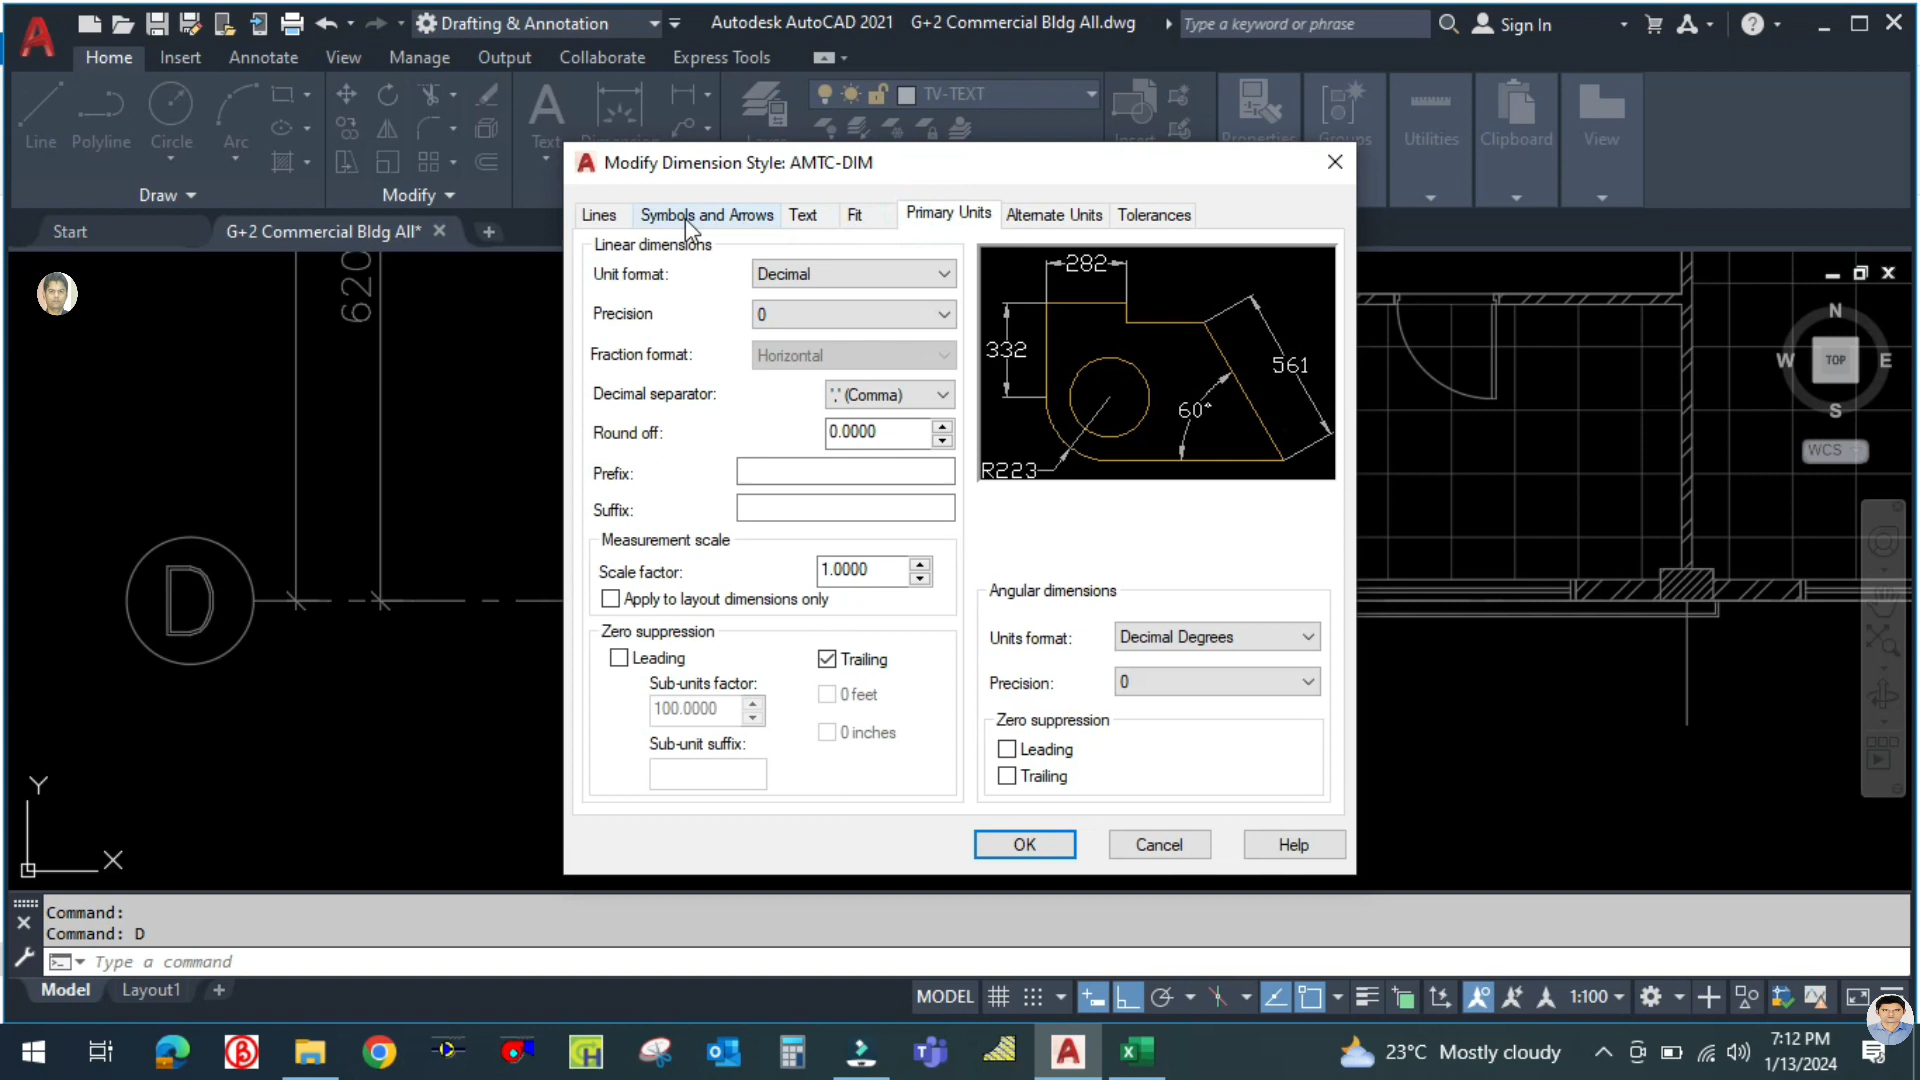 Drafting & Annotation
Autodesk AutoCAD 2021 G+2 Commercial Bldg All.dwg
Type a keyword or phrase
Sign In
Home Insert Annotate View Manage Output Collaborate Express Tools
TV-TEXT
Line Polyline Circle Arc Text
Utilities Clipboard View
Draw Modify
Start
G+2 Commercial Bldg All*
Modify Dimension Style: AMTC-DIM
Lines Symbols and Arrows Text Fit Primary Units Alternate Units Tolerances
Linear dimensions
Unit format: Decimal
Precision 0
Fraction format: Horizontal
Decimal separator: ',' (Comma)
Round off: 0.0000
Prefix:
Suffix:
Measurement scale
Scale factor: 1.0000
Apply to layout dimensions only
Zero suppression
Leading
Trailing
Sub-units factor:
100.0000
0 feet
Sub-unit suffix:
0 inches
282
332
561
60°
R223
Angular dimensions
Units format: Decimal Degrees
Precision: 0
Zero suppression
Leading
Trailing
OK Cancel Help
620
D
N
W TOP E
S
WCS
Y
X
Command:
Command: D
Type a command
Model Layout1
MODEL
1:100
23°C Mostly cloudy
7:12 PM
1/13/2024